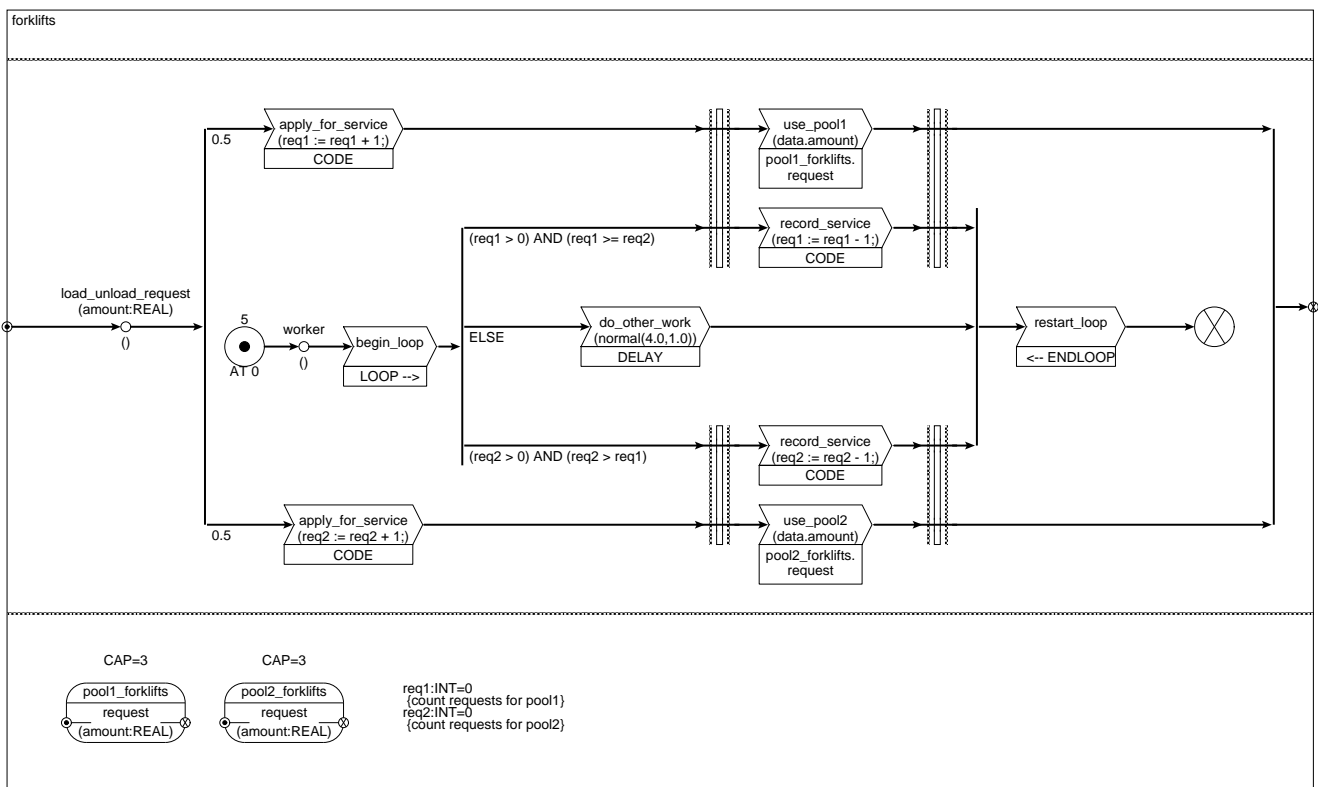 forklifts
apply_for_service
(req1 := req1 + 1;)
CODE
0.5
use_pool1
(data.amount)
pool1_forklifts.
request
(req1 > 0) AND (req1 >= req2)
record_service
(req1 := req1 - 1;)
CODE
load_unload_request
(amount:REAL)
()
5
AT 0
worker
()
begin_loop
LOOP -->
ELSE
do_other_work
(normal(4.0,1.0))
DELAY
restart_loop
<-- ENDLOOP
(req2 > 0) AND (req2 > req1)
record_service
(req2 := req2 - 1;)
CODE
0.5
apply_for_service
(req2 := req2 + 1;)
CODE
use_pool2
(data.amount)
pool2_forklifts.
request
CAP=3
pool1_forklifts
request
(amount:REAL)
CAP=3
pool2_forklifts
request
(amount:REAL)
req1:INT=0
{count requests for pool1}
req2:INT=0
{count requests for pool2}